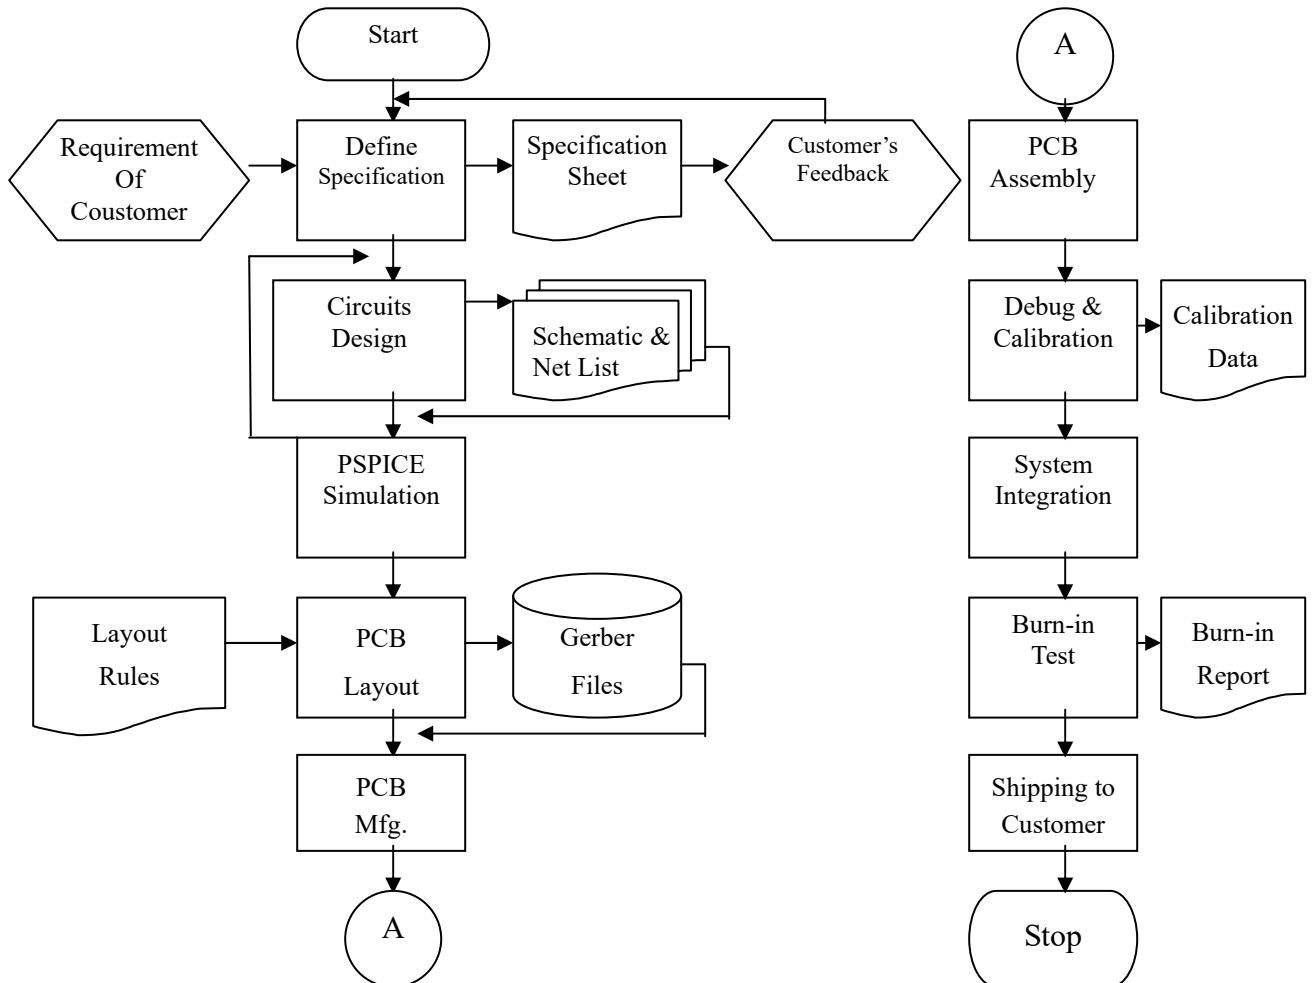 Start
Requirement
Of
Coustomer
Define
Specification
Specification
Sheet
Customer’s
Feedback
Circuits
Design
Schematic &
Net List
PSPICE
Simulation
Layout
Rules
PCB
Layout
Gerber
Files
PCB
Mfg.
A
A
PCB
Assembly
Debug &
Calibration
Calibration
Data
System
Integration
Burn-in
Test
Burn-in
Report
Shipping to
Customer
Stop